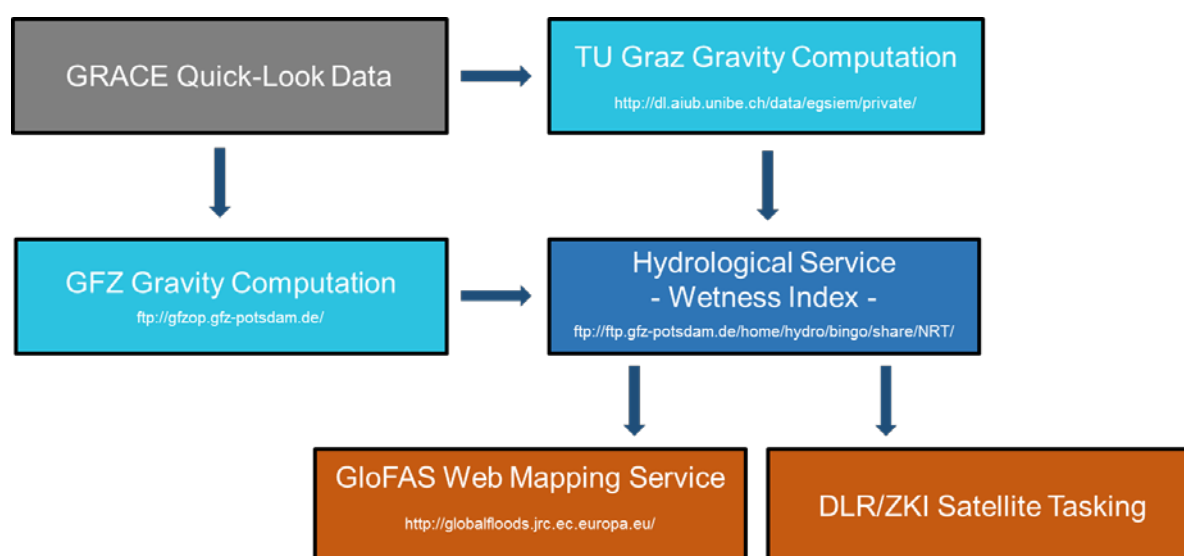 GRACE Quick-Look Data
TU Graz Gravity Computation
http://dl.aiub.unibe.ch/data/egsiem/private/
GFZ Gravity Computation
ftp://gfzop.gfz-potsdam.de/
Hydrological Service
- Wetness Index -
ftp://ftp.gfz-potsdam.de/home/hydro/bingo/share/NRT/
GloFAS Web Mapping Service
http://globalfloods.jrc.ec.europa.eu/
DLR/ZKI Satellite Tasking